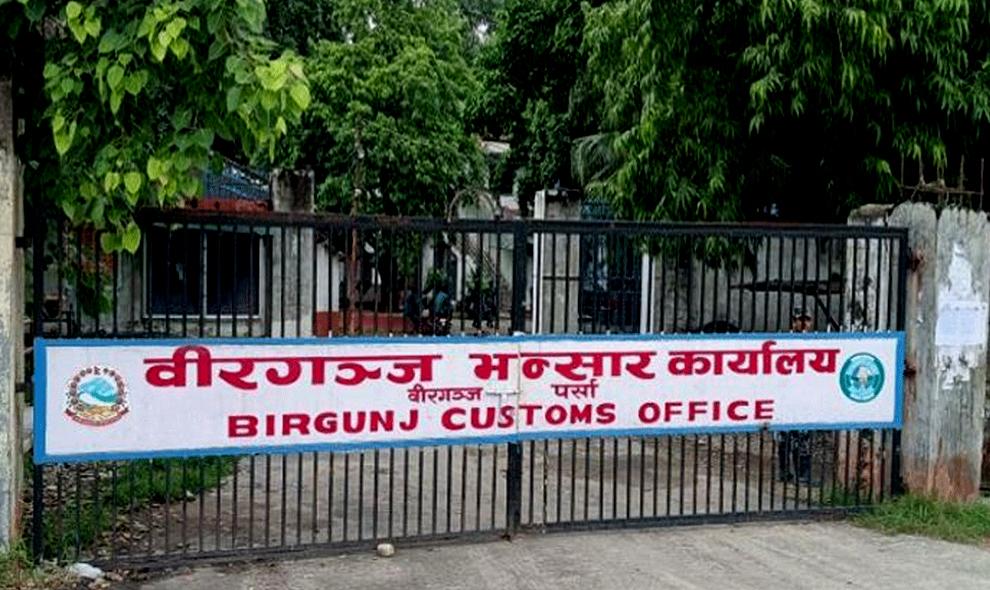 वीरगञ्ज भन्सार कार्यालय
वीरगञ्ज पर्सा
BIRGUNJ CUSTOMS OFFICE